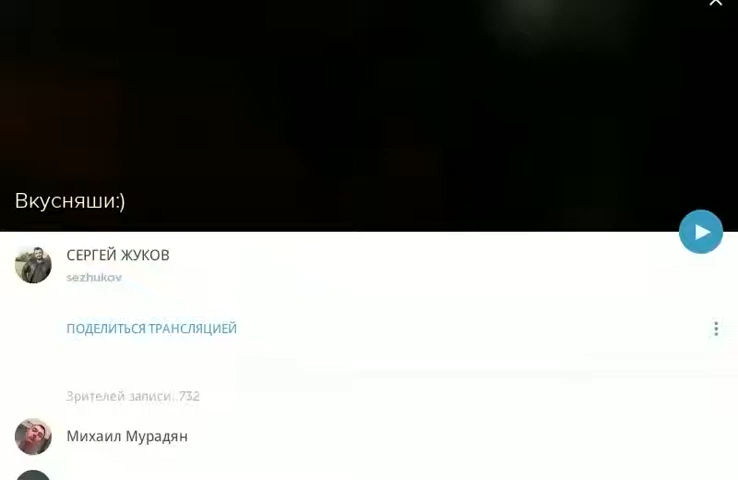 Вкусняши:)
СЕРГЕЙ ЖУКОВ
sezhukov
ПОДЕЛИТЬСЯ ТРАНСЛЯЦИЕЙ
Зрителей записи: 732
Михаил Мурадян